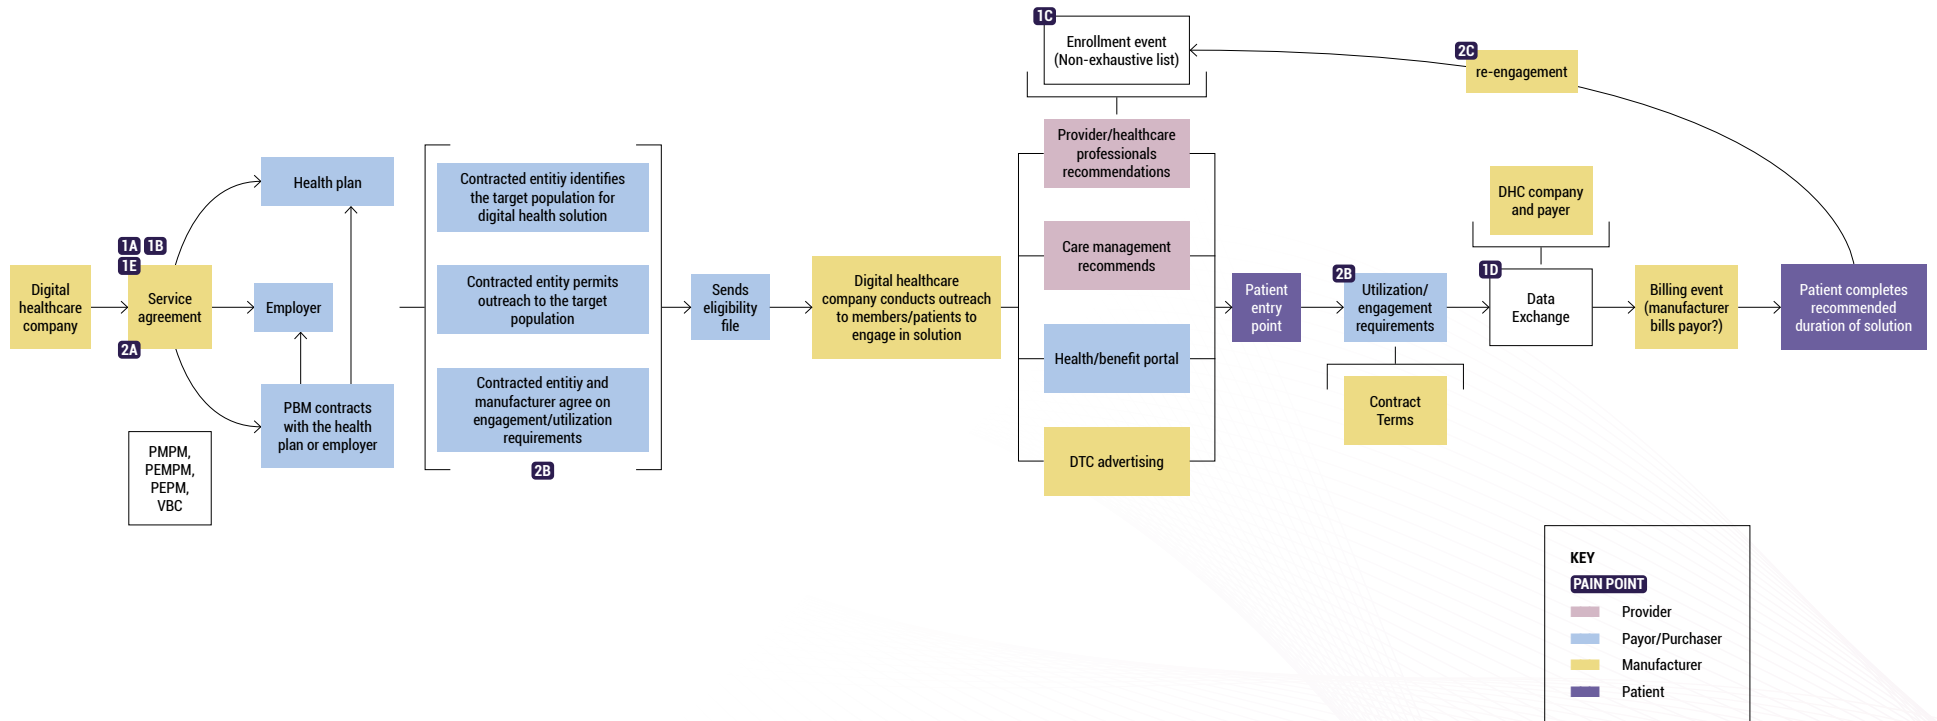 Digital
healthcare
company
1A 1B
1E
Service
agreement
2A
PMPM,
PEMPM,
PEPM,
VBC
Health plan
Employer
PBM contracts
with the health
plan or employer
Contracted entitiy identifies
the target population for
digital health solution
Contracted entity permits
outreach to the target
population
Contracted entitiy and
manufacturer agree on
engagement/utilization
requirements
2B
Sends
eligibility
file
Digital healthcare
company conducts outreach
to members/patients to
engage in solution
1C
Enrollment event
(Non-exhaustive list)
Provider/healthcare
professionals
recommendations
Care management
recommends
Health/benefit portal
DTC advertising
Patient
entry
point
2B
Utilization/
engagement
requirements
Contract
Terms
DHC company
and payer
1D
Data
Exchange
Billing event
(manufacturer
bills payor?)
Patient completes
recommended
duration of solution
2C
re-engagement
KEY
PAIN POINT
Provider
Payor/Purchaser
Manufacturer
Patient